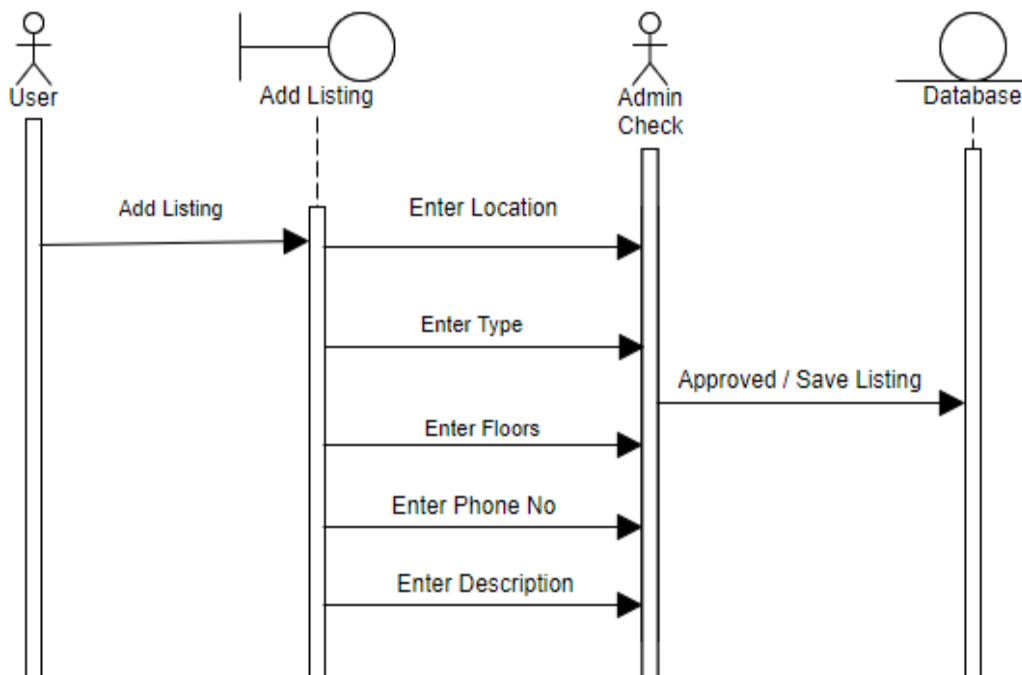 User
Add Listing
Admin
Check
Database
Add Listing
Enter Location
Enter Type
Approved / Save Listing
Enter Floors
Enter Phone No
Enter Description